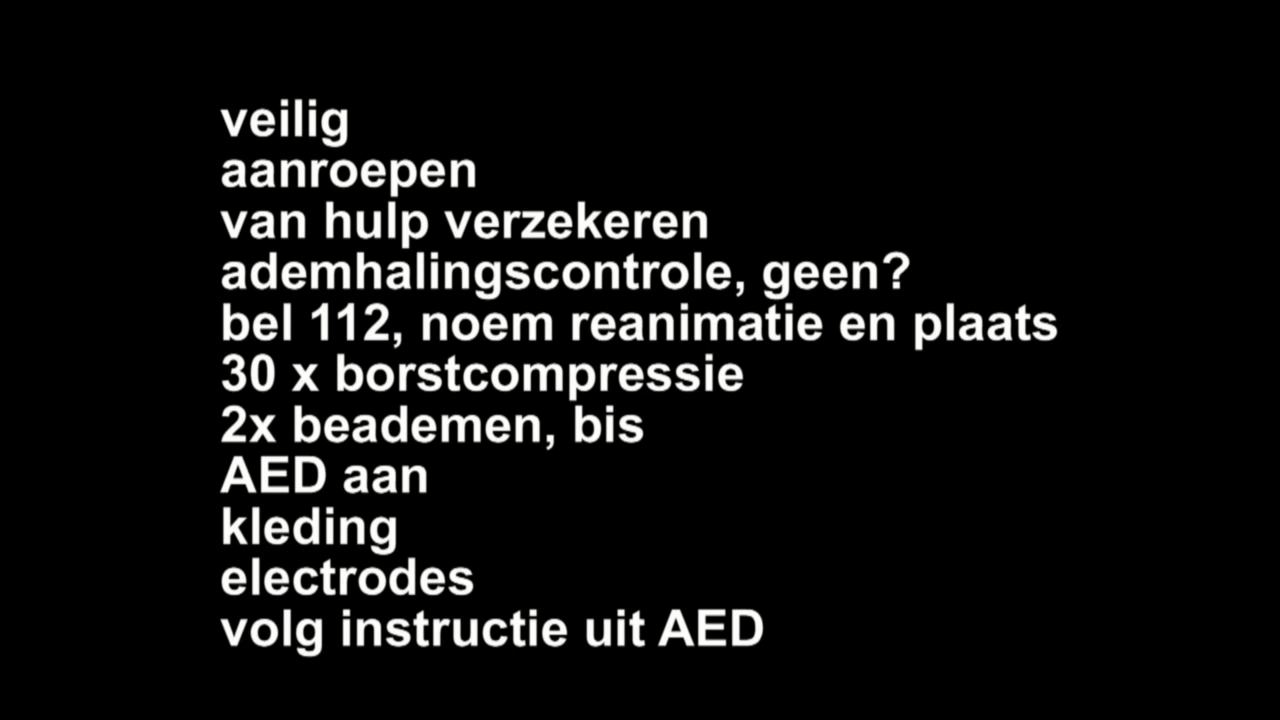 veilig
aanroepen
van hulp verzekeren
ademhalingscontrole, geen?
bel 112, noem reanimatie en plaats
30 x borstcompressie
2x beademen, bis
AED aan
kleding
electrodes
volg instructie uit AED